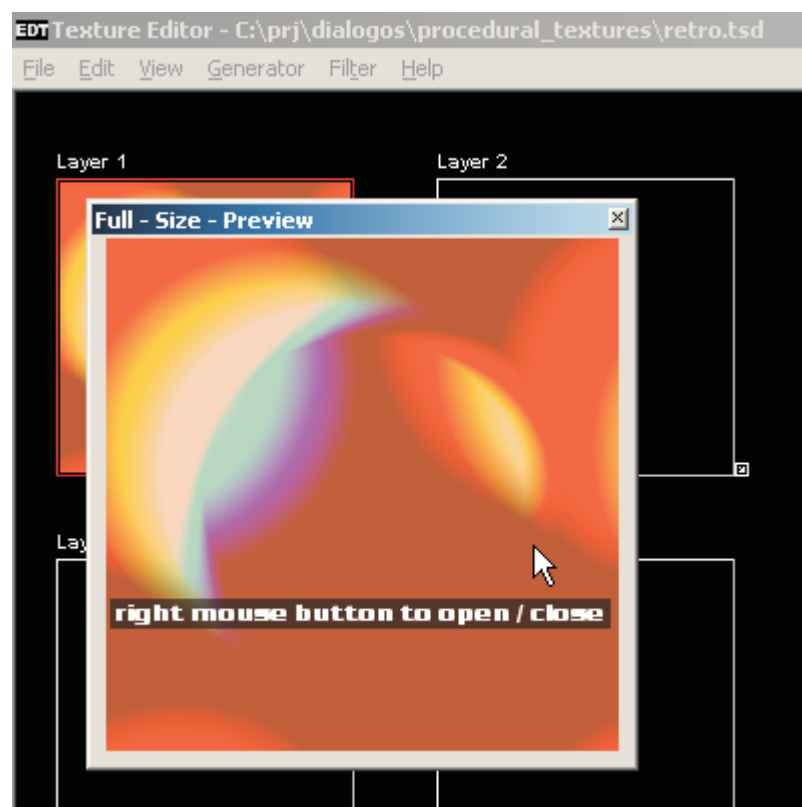 EDT Texture Editor - C:\prj\dialogos\procedural_textures\retro.tsd
File Edit View Generator Filter Help
Layer 1 Layer 2
Full - Size - Preview
Lay
right mouse button to open / close